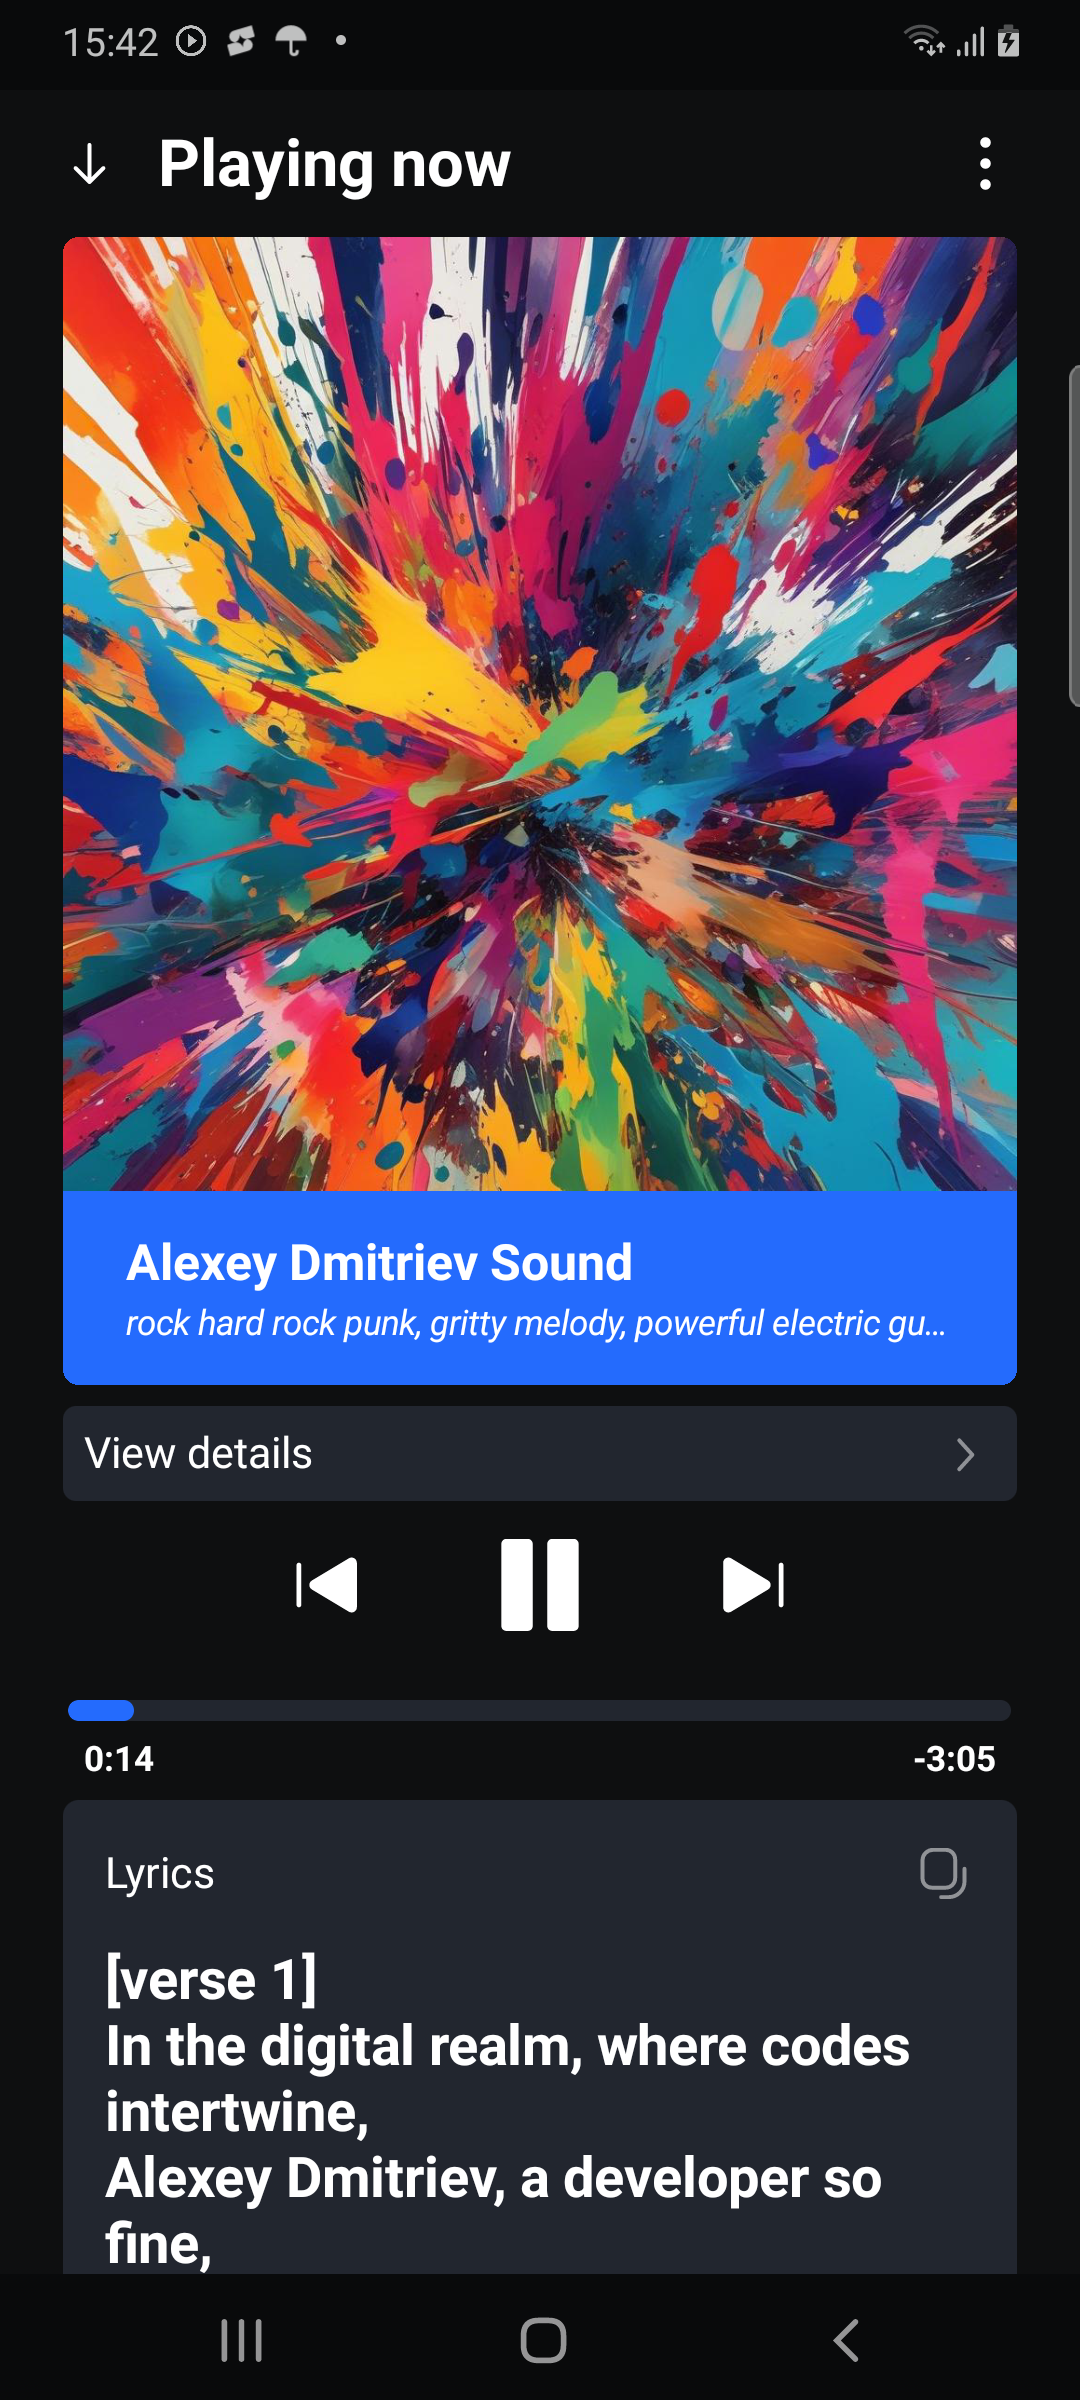 15:42
Playing now
Alexey Dmitriev Sound
rock hard rock punk, gritty melody, powerful electric gu...
View details
0:14
-3:05
Lyrics
[verse 1]
In the digital realm, where codes
intertwine,
Alexey Dmitriev, a developer so
fine,